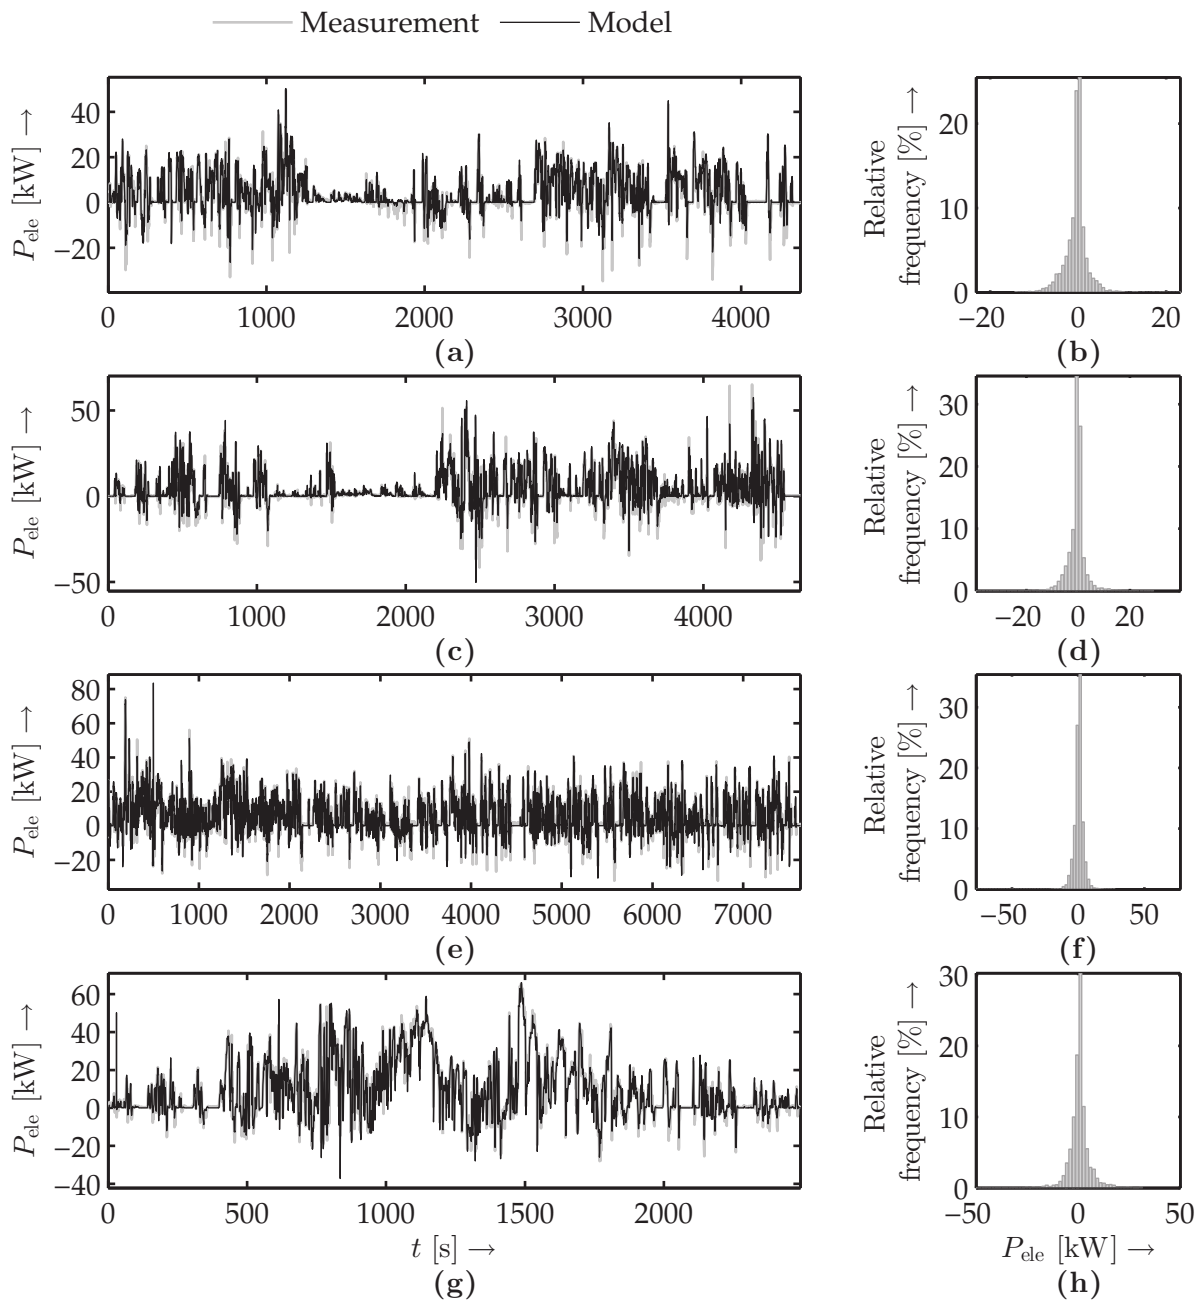 Measurement Model
P_ele [kW] →
40
20
0
−20
0 1000 2000 3000 4000
(a)
Relative
frequency [%] →
20
10
0
−20 0 20
(b)
P_ele [kW] →
50
0
−50
0 1000 2000 3000 4000
(c)
Relative
frequency [%] →
30
20
10
0
−20 0 20
(d)
P_ele [kW] →
80
60
40
20
0
−20
0 1000 2000 3000 4000 5000 6000 7000
(e)
Relative
frequency [%] →
30
20
10
0
−50 0 50
(f)
P_ele [kW] →
60
40
20
0
−20
−40
0 500 1000 1500 2000
t [s] →
(g)
Relative
frequency [%] →
30
20
10
0
−50 0 50
P_ele [kW] →
(h)